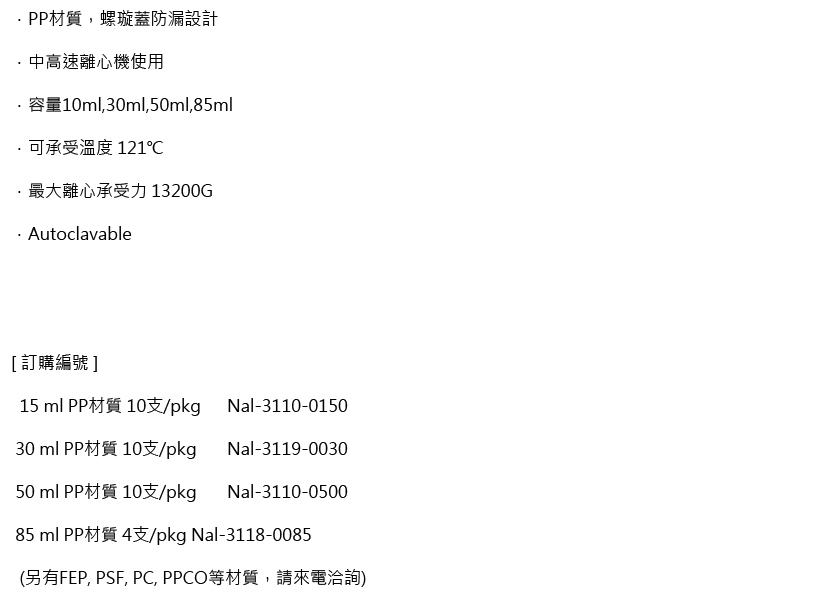 ．PP材質，螺璇蓋防漏設計
．中高速離心機使用
．容量10ml,30ml,50ml,85ml
．可承受溫度 121℃
．最大離心承受力 13200G
．Autoclavable
[ 訂購編號 ]
15 ml PP材質 10支/pkg Nal-3110-0150
30 ml PP材質 10支/pkg Nal-3119-0030
50 ml PP材質 10支/pkg Nal-3110-0500
85 ml PP材質 4支/pkg Nal-3118-0085
(另有FEP, PSF, PC, PPCO等材質，請來電洽詢)